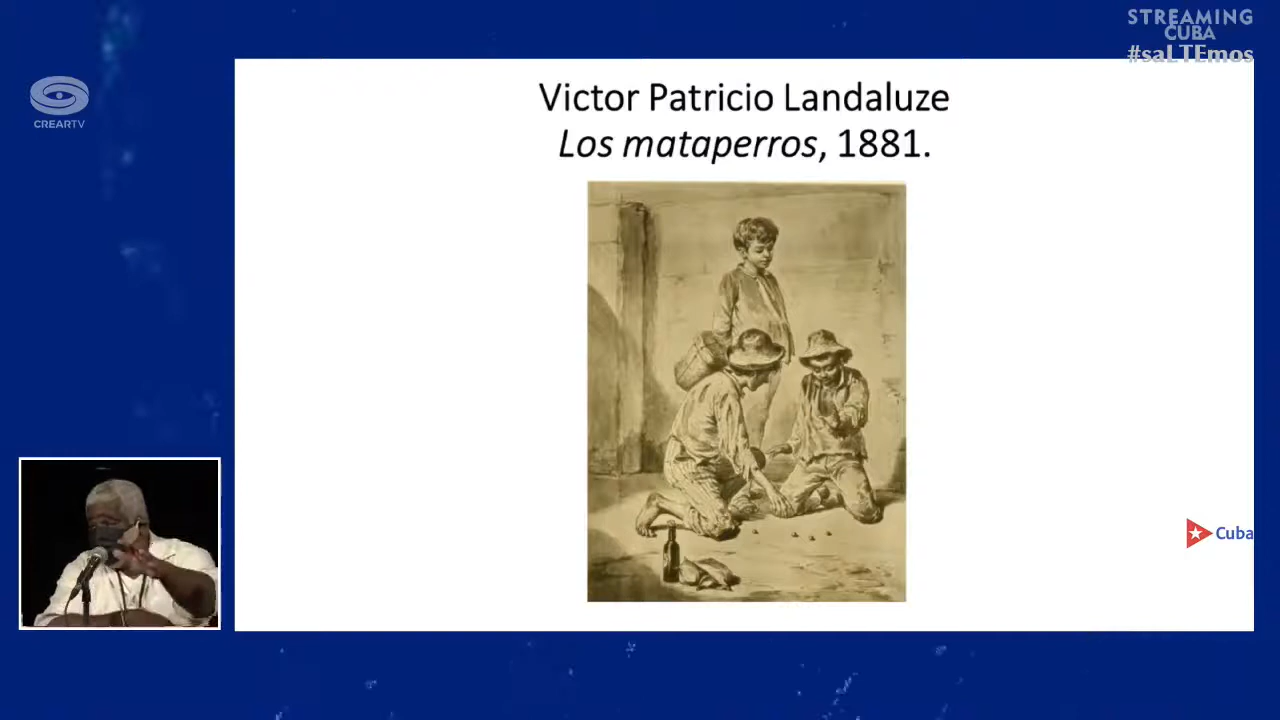 STREAMING
CUBA
#saLTEmos
CREARTV
Victor Patricio Landaluze
Los mataperros, 1881.
Cuba